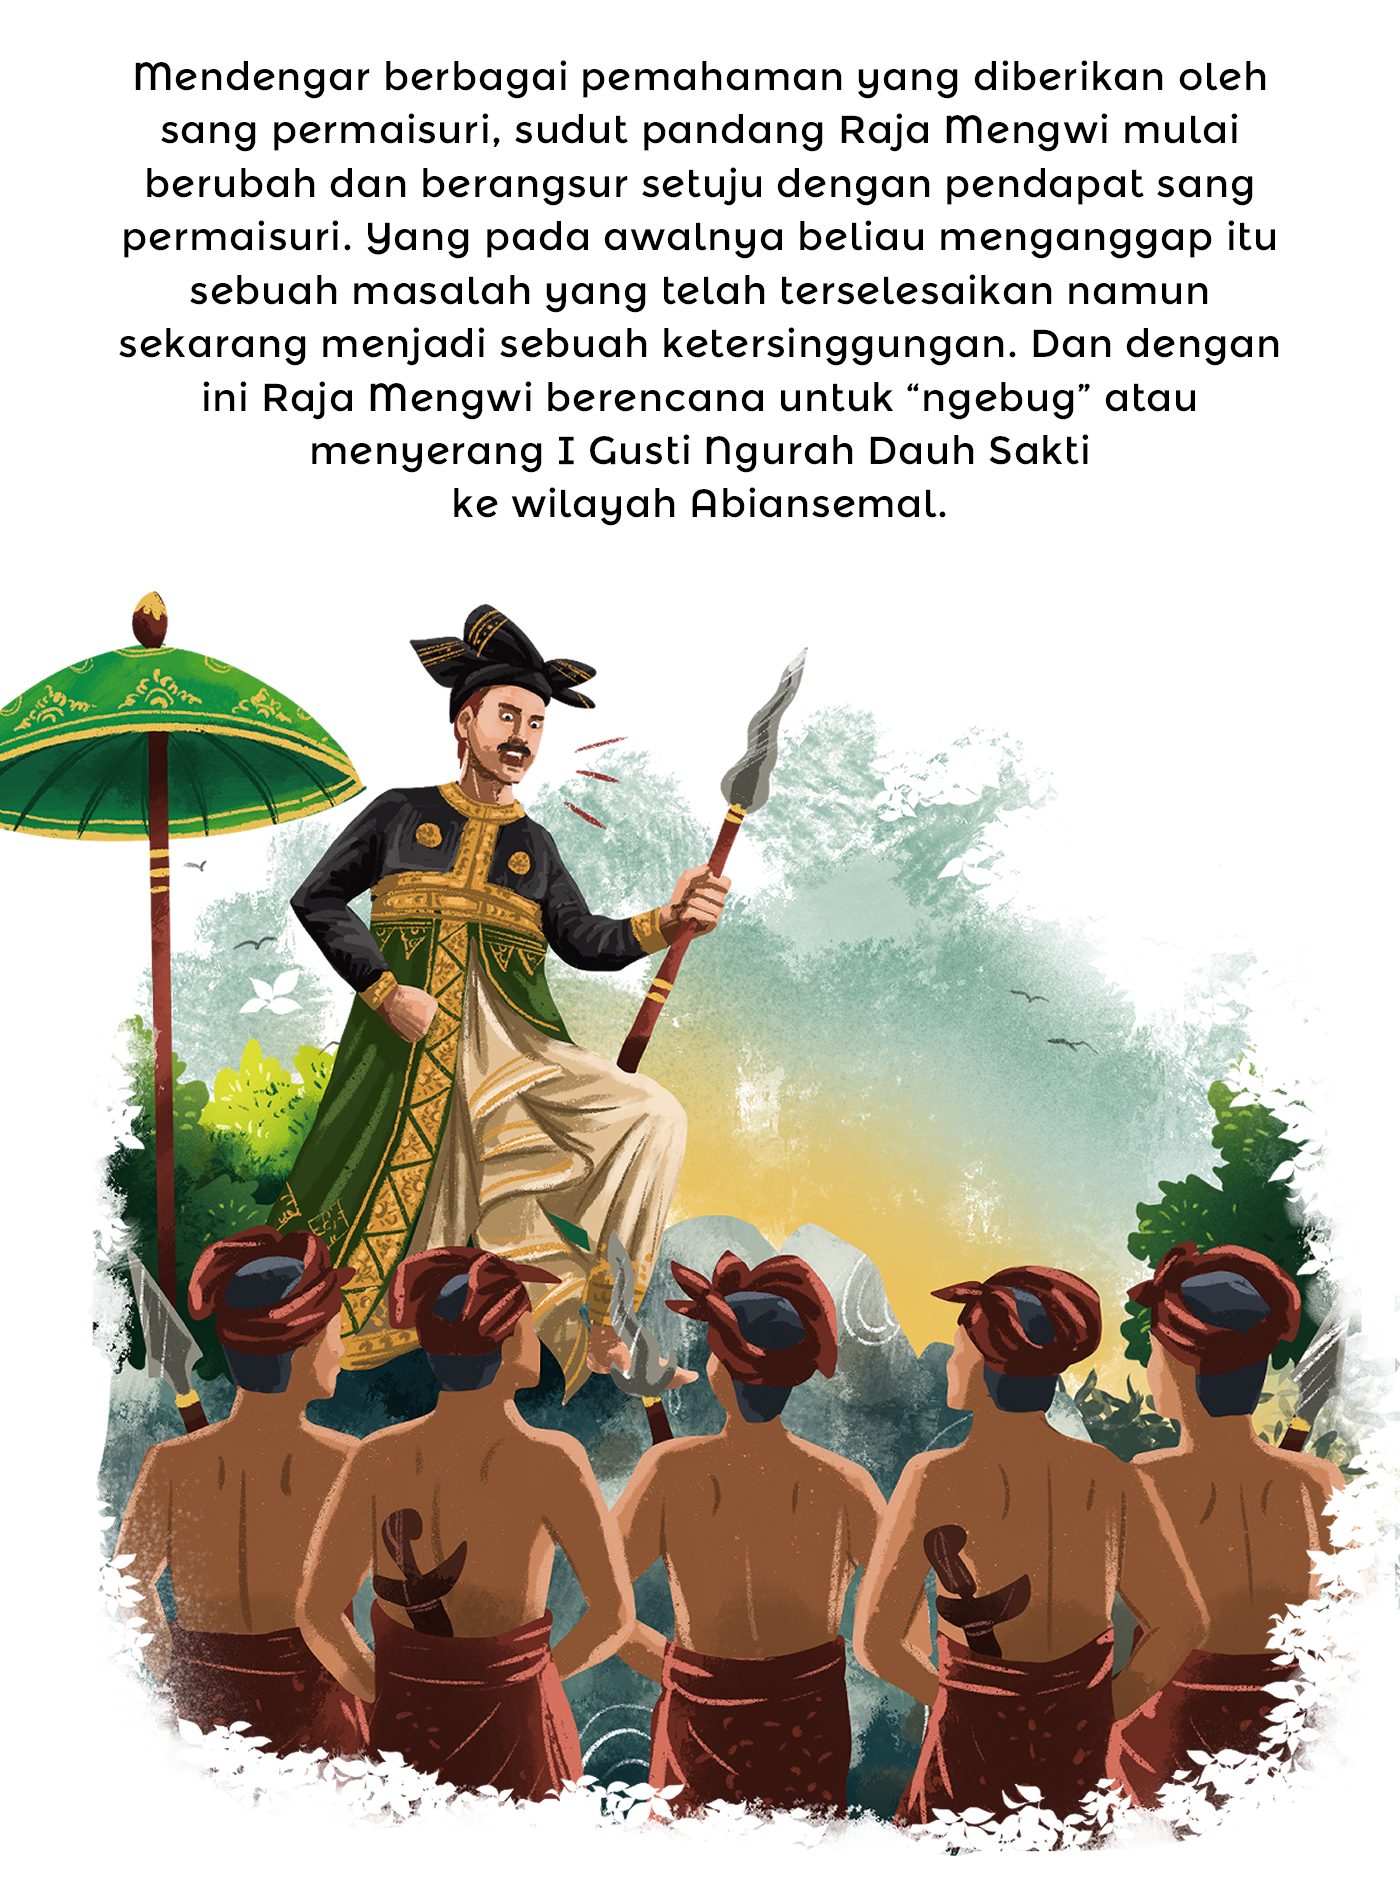 Mendengar berbagai pemahaman yang diberikan oleh
sang permaisuri, sudut pandang Raja Mengwi mulai
berubah dan berangsur setuju dengan pendapat sang
permaisuri. Yang pada awalnya beliau menganggap itu
sebuah masalah yang telah terselesaikan namun
sekarang menjadi sebuah ketersinggungan. Dan dengan
ini Raja Mengwi berencana untuk “ngebug” atau
menyerang I Gusti Ngurah Dauh Sakti
ke wilayah Abiansemal.